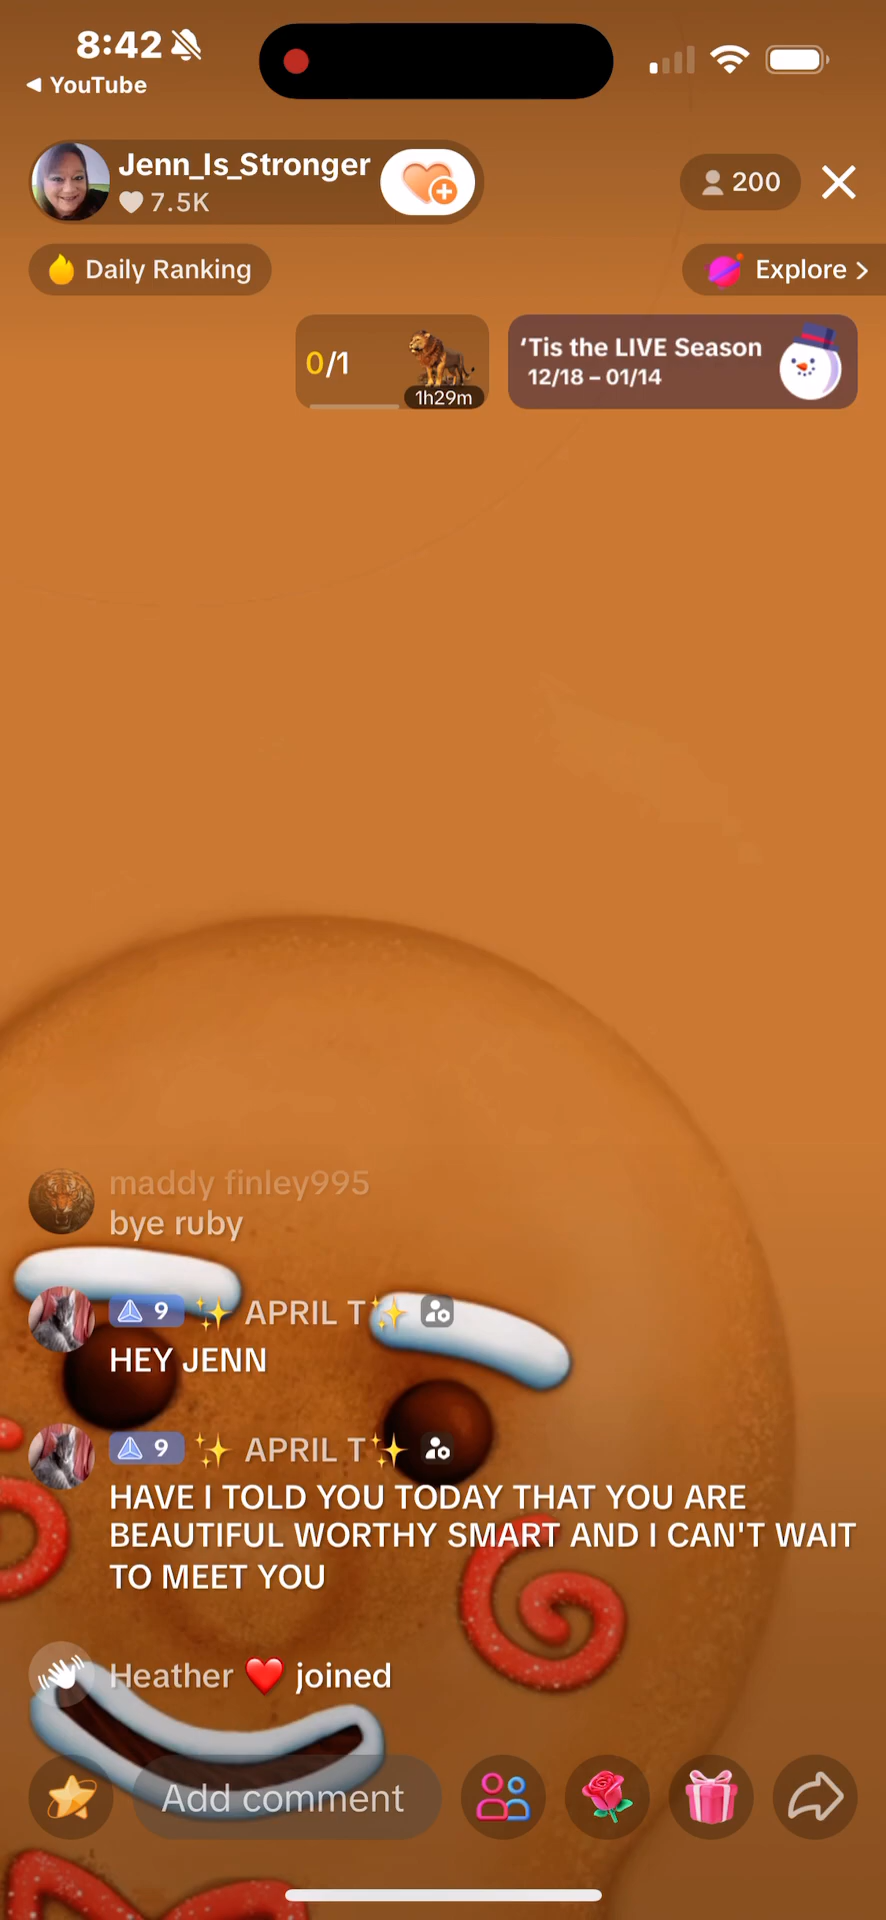 8:42
YouTube
Jenn_Is_Stronger
7.5K
200
Daily Ranking
Explore >
0/1
1h29m
‘Tis the LIVE Season
12/18 – 01/14
maddy finley995
bye ruby
9 ✨ APRIL T✨
HEY JENN
9 ✨ APRIL T✨
HAVE I TOLD YOU TODAY THAT YOU ARE
BEAUTIFUL WORTHY SMART AND I CAN'T WAIT
TO MEET YOU
Heather ❤️ joined
Add comment